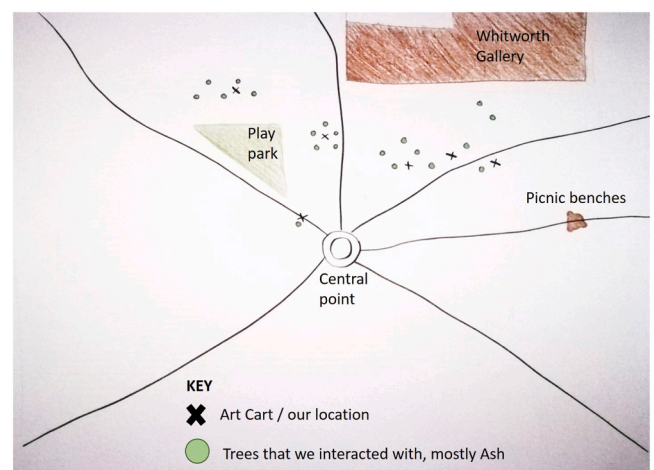 Whitworth
Gallery
Play
park
Picnic benches
Central
point
KEY
Art Cart / our location
Trees that we interacted with, mostly Ash